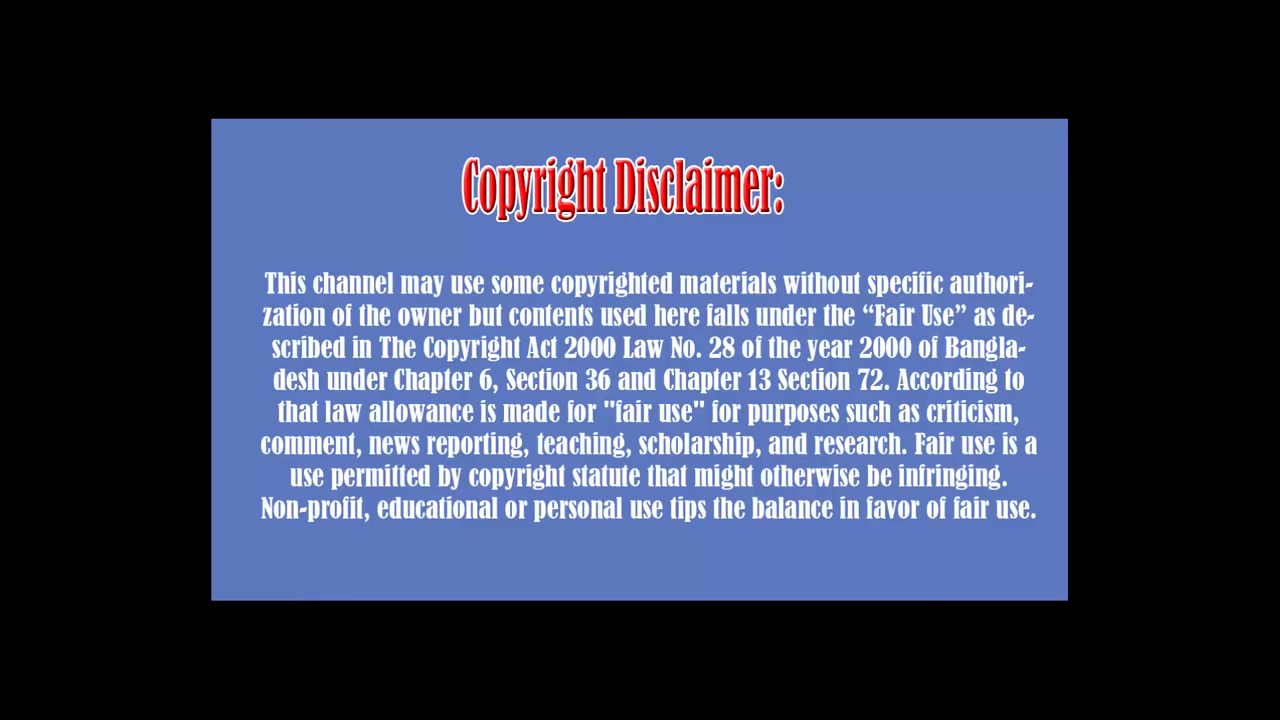 Copyright Disclaimer:
This channel may use some copyrighted materials without specific authori-
zation of the owner but contents used here falls under the “Fair Use” as de-
scribed in The Copyright Act 2000 Law No. 28 of the year 2000 of Bangla-
desh under Chapter 6, Section 36 and Chapter 13 Section 72. According to
that law allowance is made for "fair use" for purposes such as criticism,
comment, news reporting, teaching, scholarship, and research. Fair use is a
use permitted by copyright statute that might otherwise be infringing.
Non-profit, educational or personal use tips the balance in favor of fair use.